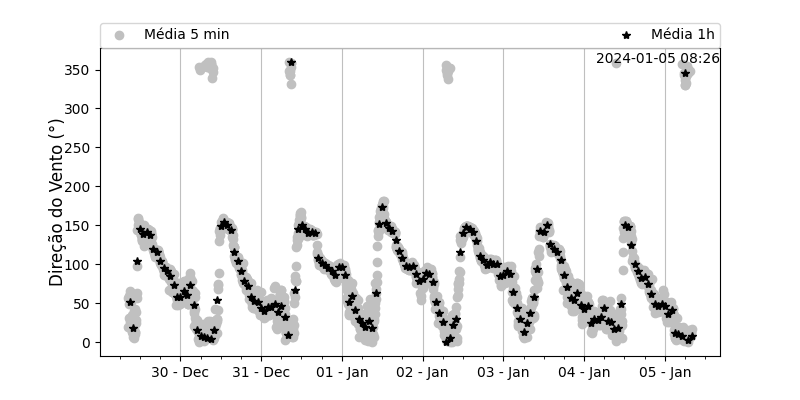 Média 5 min
Média 1h
2024-01-05 08:26
Direção do Vento (°)
350
300
250
200
150
100
50
0
30 - Dec
31 - Dec
01 - Jan
02 - Jan
03 - Jan
04 - Jan
05 - Jan